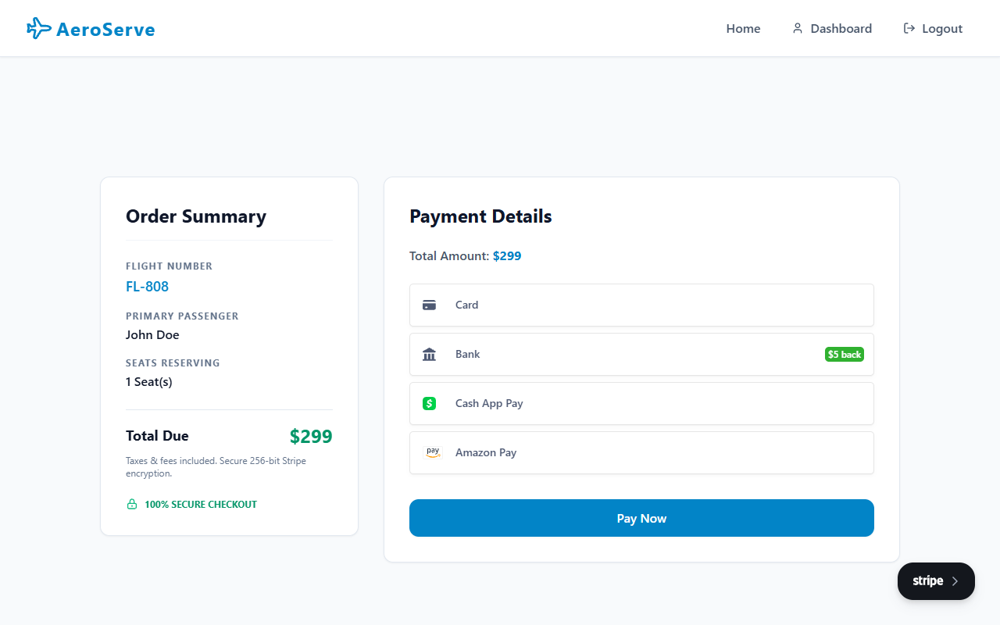 AeroServe
Home
Dashboard
Logout
Order Summary
FLIGHT NUMBER
FL-808
PRIMARY PASSENGER
John Doe
SEATS RESERVING
1 Seat(s)
Total Due $299
Taxes & fees included. Secure 256-bit Stripe
encryption.
100% SECURE CHECKOUT
Payment Details
Total Amount: $299
Card
Bank $5 back
$ Cash App Pay
pay Amazon Pay
Pay Now
stripe